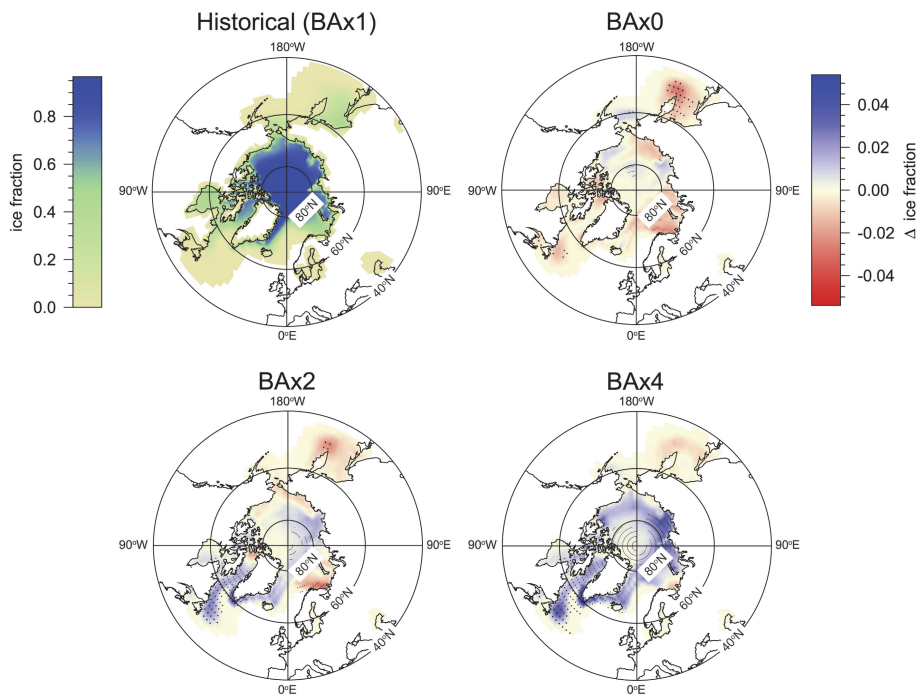 Historical (BAx1)
180°W
90°W
90°E
0°E
80°N
60°N
40°N
ice fraction
0.8
0.6
0.4
0.2
0.0
BAx0
180°W
90°W
90°E
0°E
80°N
60°N
40°N
0.04
0.02
0.00
-0.02
-0.04
Δ ice fraction
BAx2
180°W
90°W
90°E
0°E
80°N
60°N
40°N
BAx4
180°W
90°W
90°E
0°E
80°N
60°N
40°N